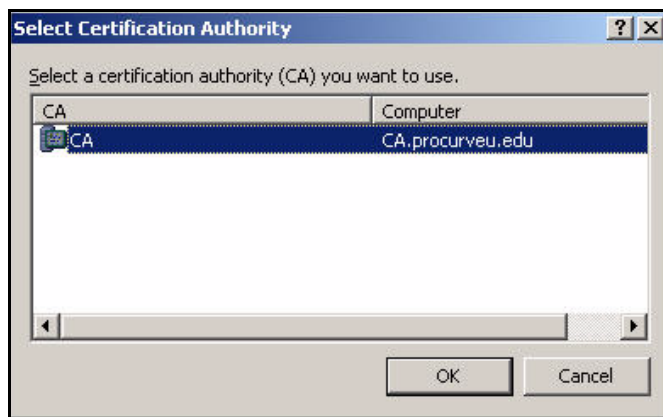 Select Certification Authority
Select a certification authority (CA) you want to use.
CA Computer
CA CA.procurveu.edu
OK Cancel